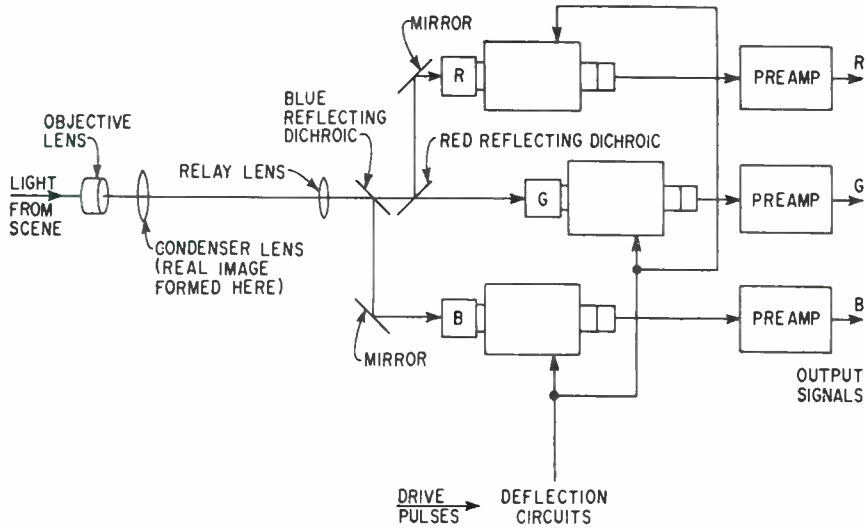 MIRROR
R
PREAMP
R
BLUE
REFLECTING
DICHROIC
OBJECTIVE
LENS
RED REFLECTING DICHROIC
RELAY LENS
LIGHT
FROM
SCENE
G
PREAMP
G
CONDENSER LENS
(REAL IMAGE
FORMED HERE)
B
PREAMP
B
MIRROR
OUTPUT
SIGNALS
DRIVE
PULSES
DEFLECTION
CIRCUITS